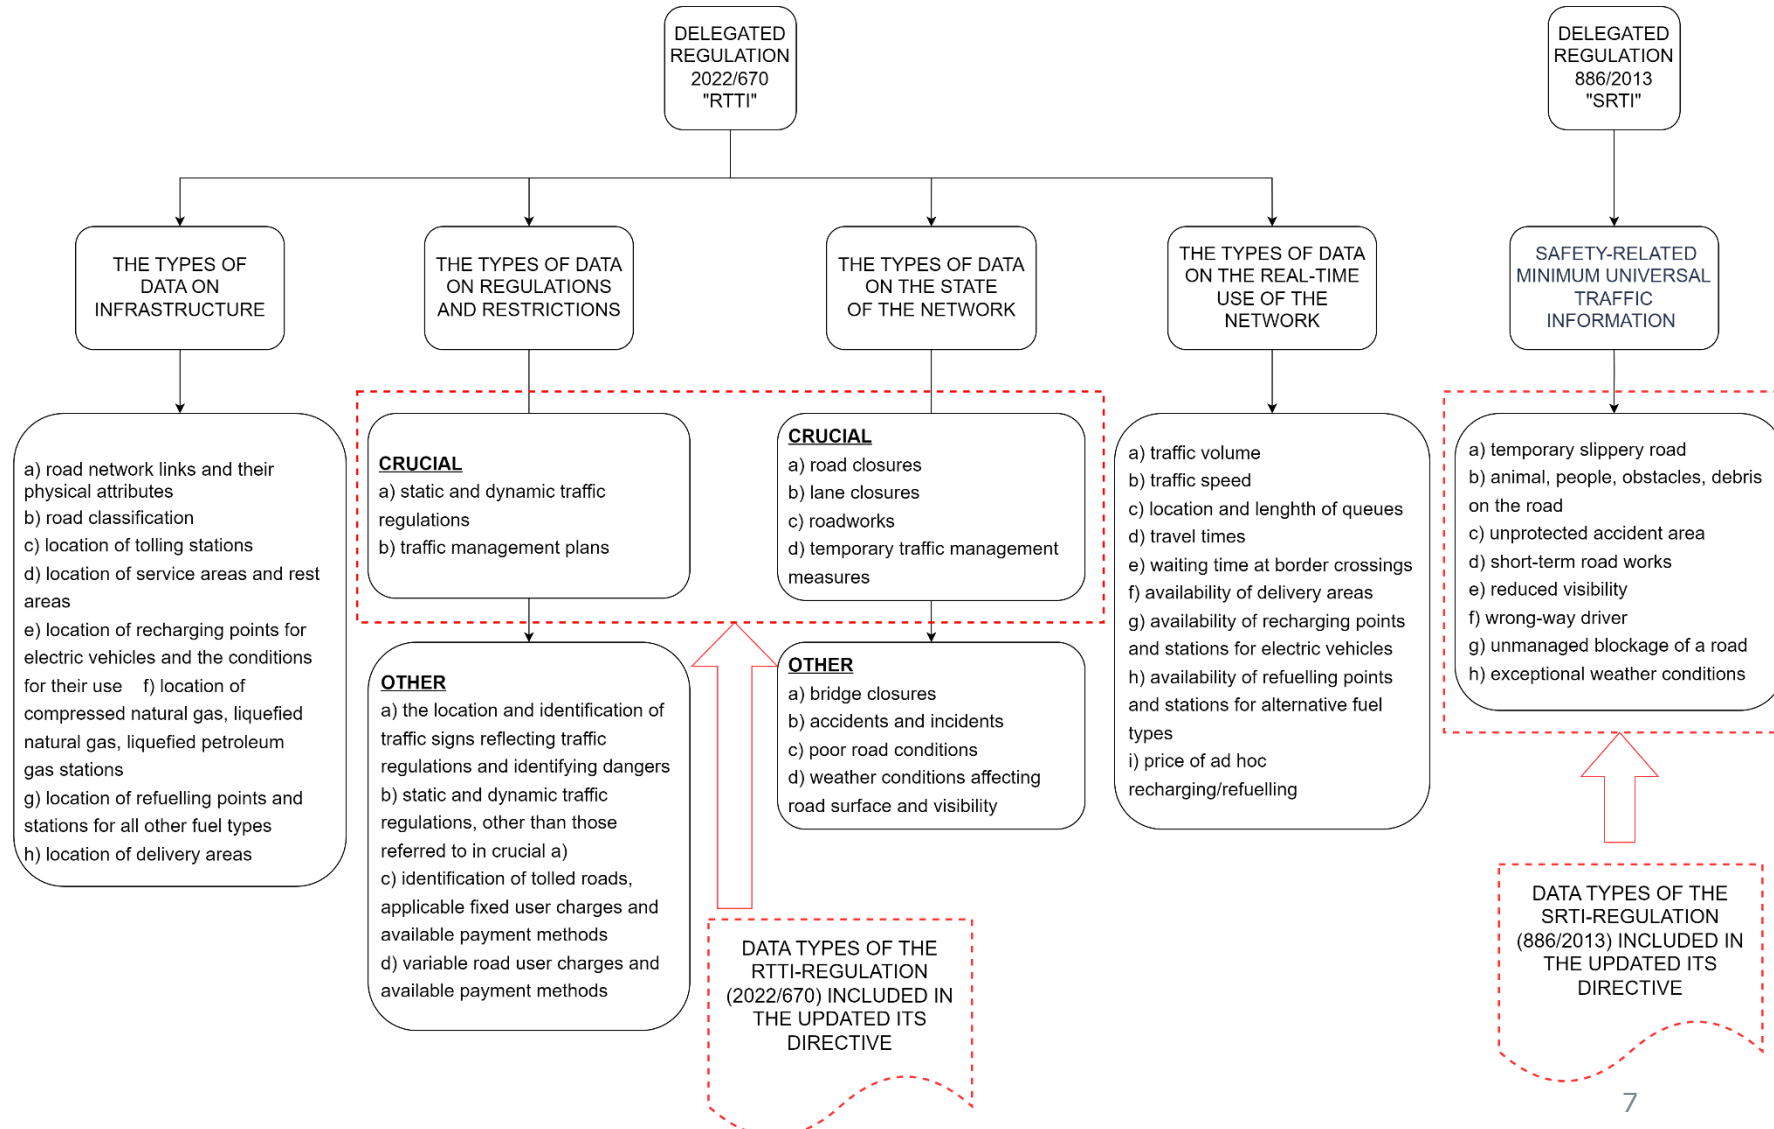 DELEGATED
REGULATION
2022/670
"RTTI"
DELEGATED
REGULATION
886/2013
"SRTI"
THE TYPES OF
DATA ON
INFRASTRUCTURE
THE TYPES OF DATA
ON REGULATIONS
AND RESTRICTIONS
THE TYPES OF DATA
ON THE STATE
OF THE NETWORK
THE TYPES OF DATA
ON THE REAL-TIME
USE OF THE
NETWORK
SAFETY-RELATED
MINIMUM UNIVERSAL
TRAFFIC
INFORMATION
a) road network links and their
physical attributes
b) road classification
c) location of tolling stations
d) location of service areas and rest
areas
e) location of recharging points for
electric vehicles and the conditions
for their use f) location of
compressed natural gas, liquefied
natural gas, liquefied petroleum
gas stations
g) location of refuelling points and
stations for all other fuel types
h) location of delivery areas
CRUCIAL
a) static and dynamic traffic
regulations
b) traffic management plans
OTHER
a) the location and identification of
traffic signs reflecting traffic
regulations and identifying dangers
b) static and dynamic traffic
regulations, other than those
referred to in crucial a)
c) identification of tolled roads,
applicable fixed user charges and
available payment methods
d) variable road user charges and
available payment methods
CRUCIAL
a) road closures
b) lane closures
c) roadworks
d) temporary traffic management
measures
OTHER
a) bridge closures
b) accidents and incidents
c) poor road conditions
d) weather conditions affecting
road surface and visibility
a) traffic volume
b) traffic speed
c) location and lenghth of queues
d) travel times
e) waiting time at border crossings
f) availability of delivery areas
g) availability of recharging points
and stations for electric vehicles
h) availability of refuelling points
and stations for alternative fuel
types
i) price of ad hoc
recharging/refuelling
a) temporary slippery road
b) animal, people, obstacles, debris
on the road
c) unprotected accident area
d) short-term road works
e) reduced visibility
f) wrong-way driver
g) unmanaged blockage of a road
h) exceptional weather conditions
DATA TYPES OF THE
RTTI-REGULATION
(2022/670) INCLUDED IN
THE UPDATED ITS
DIRECTIVE
DATA TYPES OF THE
SRTI-REGULATION
(886/2013) INCLUDED IN
THE UPDATED ITS
DIRECTIVE
7